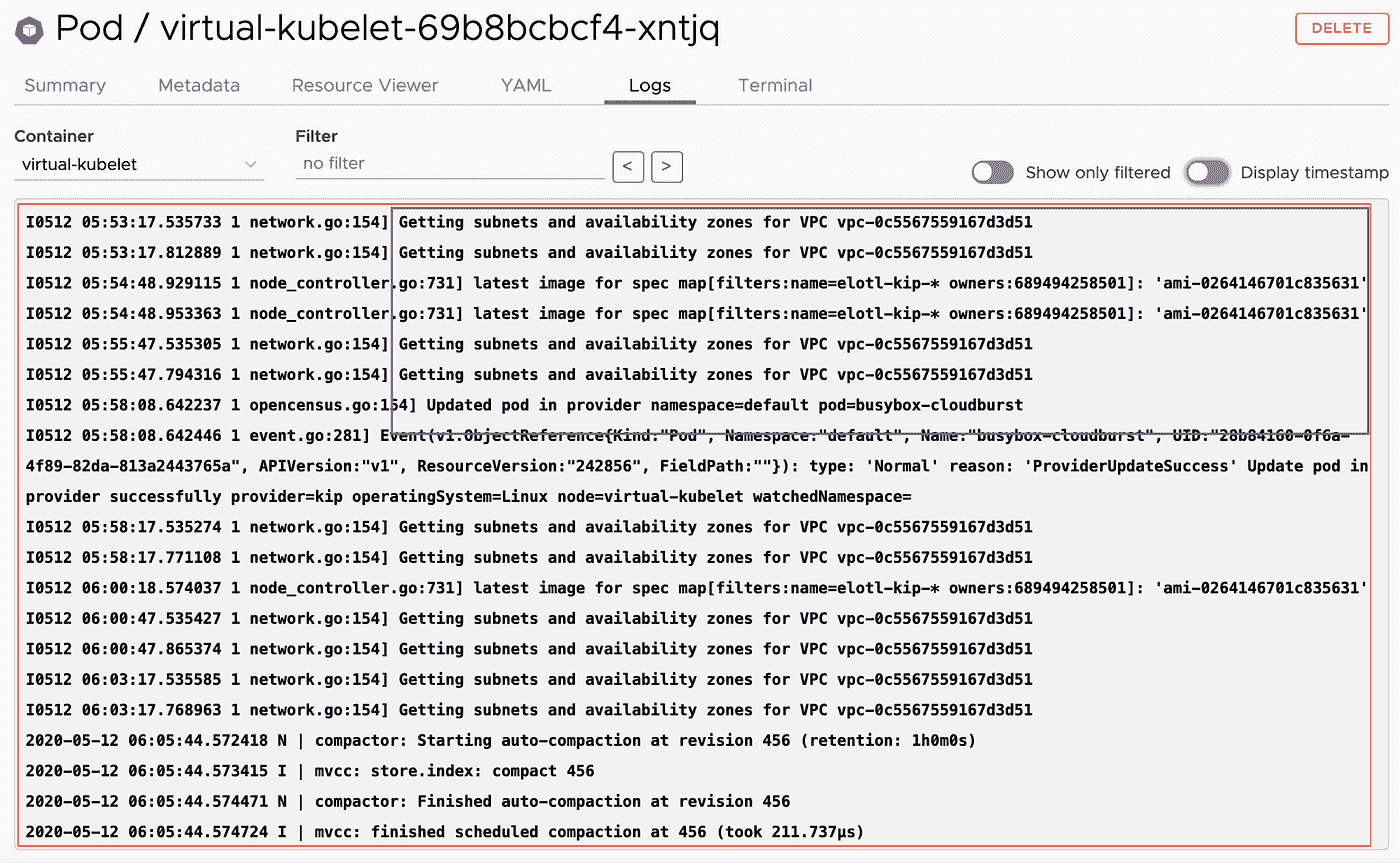 Pod / virtual-kubelet-69b8bcbcf4-xntjq
DELETE
Summary Metadata Resource Viewer YAML Logs Terminal
Container Filter
virtual-kubelet no filter < > Show only filtered Display timestamp
I0512 05:53:17.535733 1 network.go:154] Getting subnets and availability zones for VPC vpc-0c5567559167d3d51
I0512 05:53:17.812889 1 network.go:154] Getting subnets and availability zones for VPC vpc-0c5567559167d3d51
I0512 05:54:48.929115 1 node_controller.go:731] latest image for spec map[filters:name=elotl-kip-* owners:689494258501]: 'ami-0264146701c835631'
I0512 05:54:48.953363 1 node_controller.go:731] latest image for spec map[filters:name=elotl-kip-* owners:689494258501]: 'ami-0264146701c835631'
I0512 05:55:47.535305 1 network.go:154] Getting subnets and availability zones for VPC vpc-0c5567559167d3d51
I0512 05:55:47.794316 1 network.go:154] Getting subnets and availability zones for VPC vpc-0c5567559167d3d51
I0512 05:58:08.642237 1 opencensus.go:154] Updated pod in provider namespace=default pod=busybox-cloudburst
I0512 05:58:08.642446 1 event.go:281] Event(v1.ObjectReference{Kind:"Pod", Namespace:"default", Name:"busybox-cloudburst", UID:"28b84160-0f6a-
4f89-82da-813a2443765a", APIVersion:"v1", ResourceVersion:"242856", FieldPath:""}): type: 'Normal' reason: 'ProviderUpdateSuccess' Update pod in
provider successfully provider=kip operatingSystem=Linux node=virtual-kubelet watchedNamespace=
I0512 05:58:17.535274 1 network.go:154] Getting subnets and availability zones for VPC vpc-0c5567559167d3d51
I0512 05:58:17.771108 1 network.go:154] Getting subnets and availability zones for VPC vpc-0c5567559167d3d51
I0512 06:00:18.574037 1 node_controller.go:731] latest image for spec map[filters:name=elotl-kip-* owners:689494258501]: 'ami-0264146701c835631'
I0512 06:00:47.535427 1 network.go:154] Getting subnets and availability zones for VPC vpc-0c5567559167d3d51
I0512 06:00:47.865374 1 network.go:154] Getting subnets and availability zones for VPC vpc-0c5567559167d3d51
I0512 06:03:17.535585 1 network.go:154] Getting subnets and availability zones for VPC vpc-0c5567559167d3d51
I0512 06:03:17.768963 1 network.go:154] Getting subnets and availability zones for VPC vpc-0c5567559167d3d51
2020-05-12 06:05:44.572418 N | compactor: Starting auto-compaction at revision 456 (retention: 1h0m0s)
2020-05-12 06:05:44.573415 I | mvcc: store.index: compact 456
2020-05-12 06:05:44.574471 N | compactor: Finished auto-compaction at revision 456
2020-05-12 06:05:44.574724 I | mvcc: finished scheduled compaction at 456 (took 211.737µs)